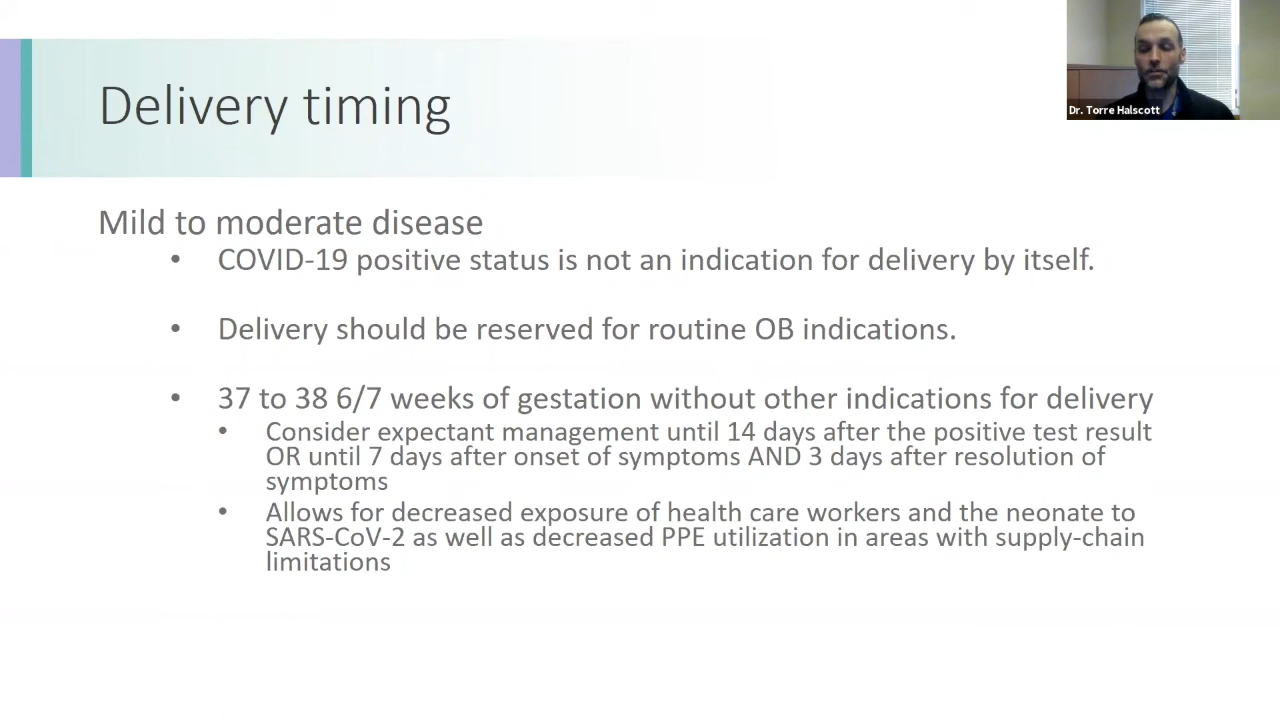 Delivery timing
Dr. Torre Halscott
Mild to moderate disease
• COVID-19 positive status is not an indication for delivery by itself.
• Delivery should be reserved for routine OB indications.
• 37 to 38 6/7 weeks of gestation without other indications for delivery
• Consider expectant management until 14 days after the positive test result
OR until 7 days after onset of symptoms AND 3 days after resolution of
symptoms
• Allows for decreased exposure of health care workers and the neonate to
SARS-CoV-2 as well as decreased PPE utilization in areas with supply-chain
limitations